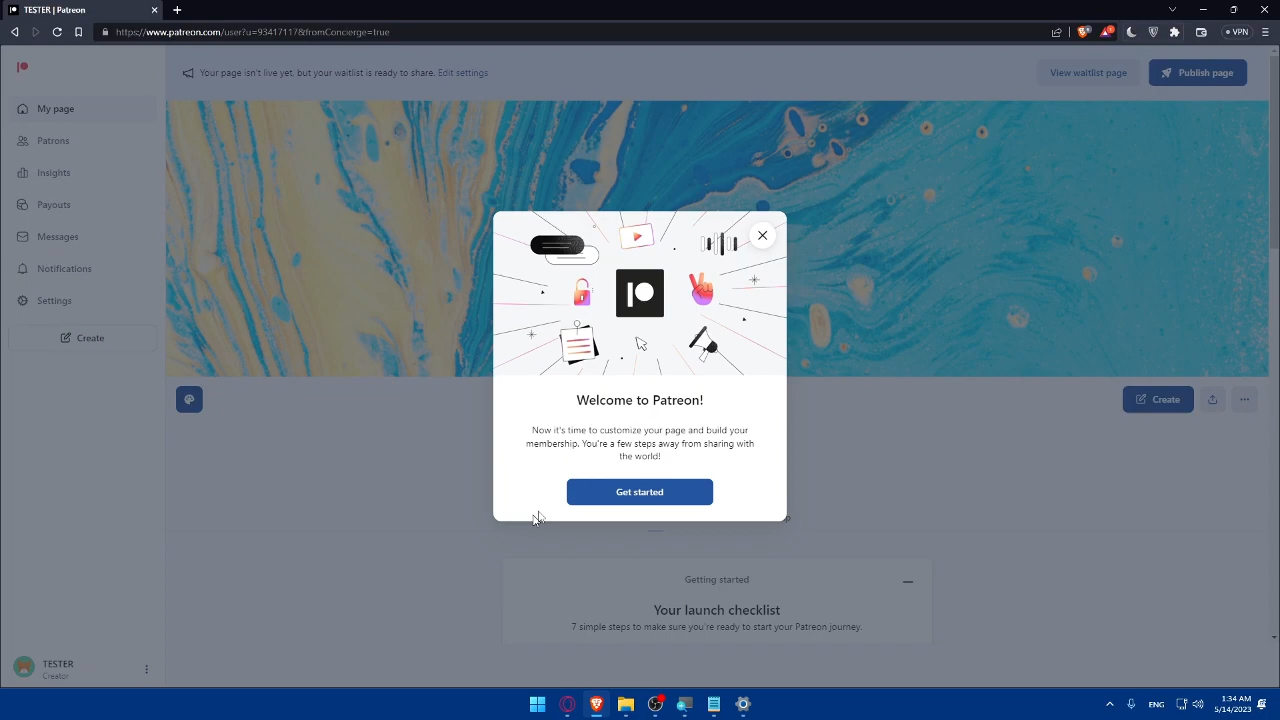 TESTER | Patreon
https://www.patreon.com/user?u=93417117&fromConcierge=true
VPN
Your page isn't live yet, but your waitlist is ready to share. Edit settings
View waitlist page
Publish page
My page
Patrons
Insights
Payouts
Messages
Notifications
Settings
Create
Create
Welcome to Patreon!
Now it's time to customize your page and build your
membership. You're a few steps away from sharing with
the world!
Get started
Getting started
Your launch checklist
7 simple steps to make sure you're ready to start your Patreon journey.
TESTER
Creator
ENG
1:34 AM
5/14/2023